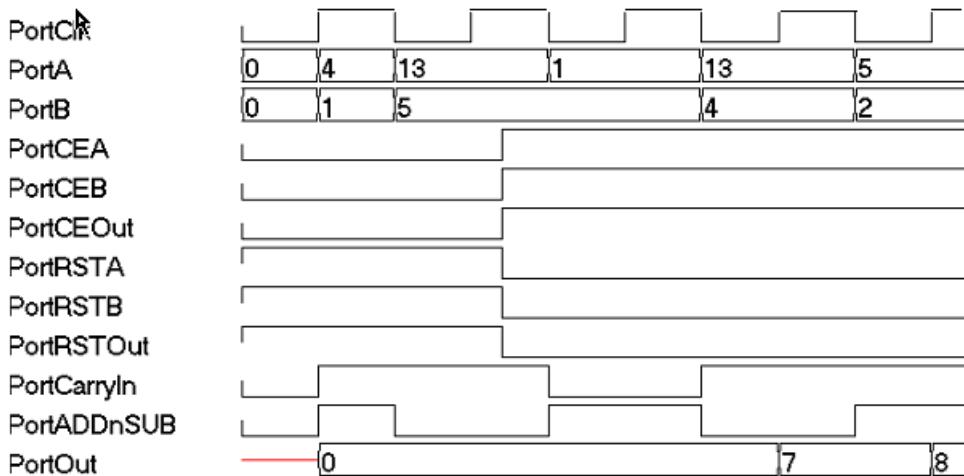 PortClk
PortA 0 4 13 1 13 5
PortB 0 1 5 4 2
PortCEA
PortCEB
PortCEOut
PortRSTA
PortRSTB
PortRSTOut
PortCarryIn
PortADDnSUB
PortOut 0 7 8